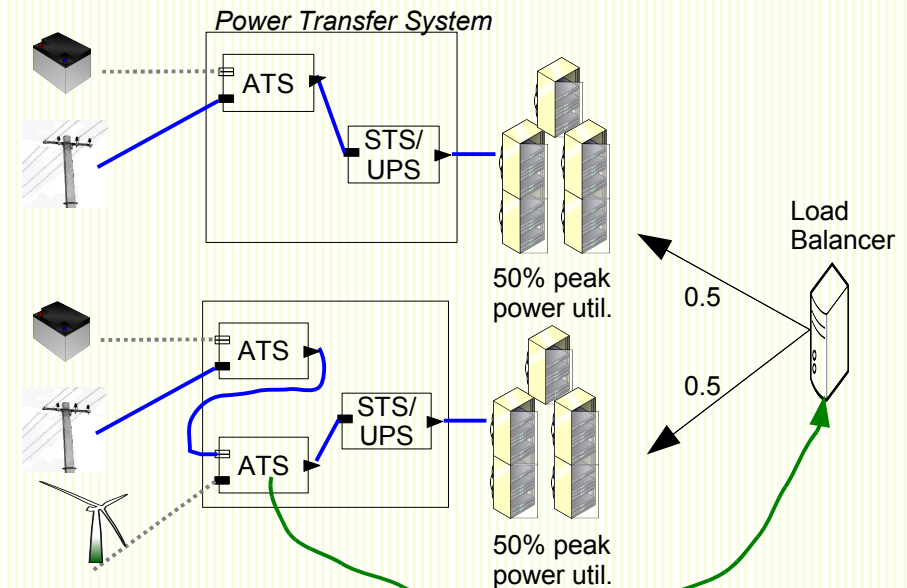 Power Transfer System
ATS
STS/
UPS
Load
Balancer
50% peak
power util.
0.5
ATS
0.5
STS/
UPS
ATS
50% peak
power util.